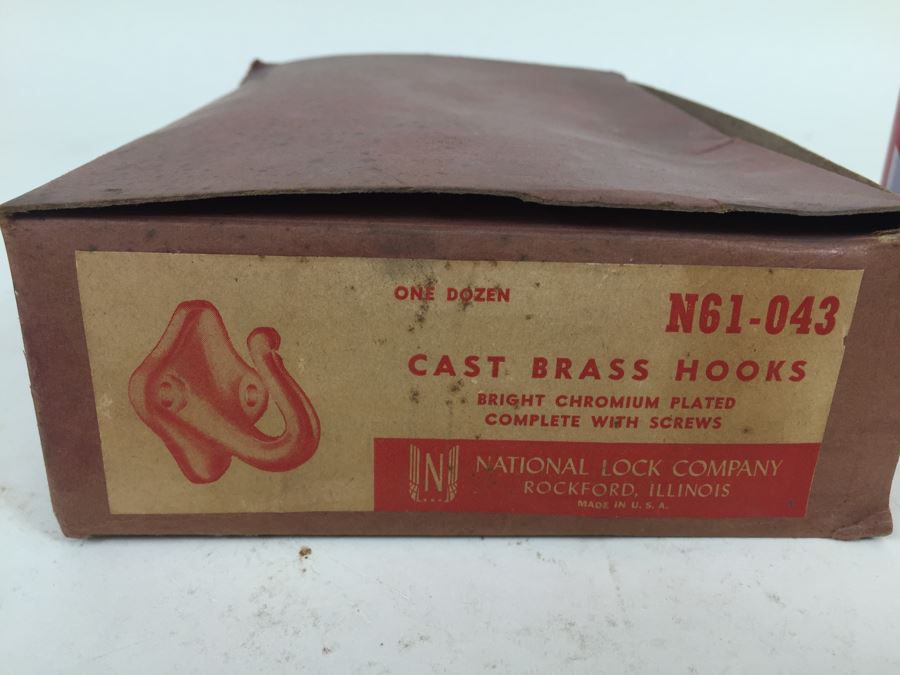 ONE DOZEN
N61-043
CAST BRASS HOOKS
BRIGHT CHROMIUM PLATED
COMPLETE WITH SCREWS
N
NATIONAL LOCK COMPANY
ROCKFORD, ILLINOIS
MADE IN U. S. A.